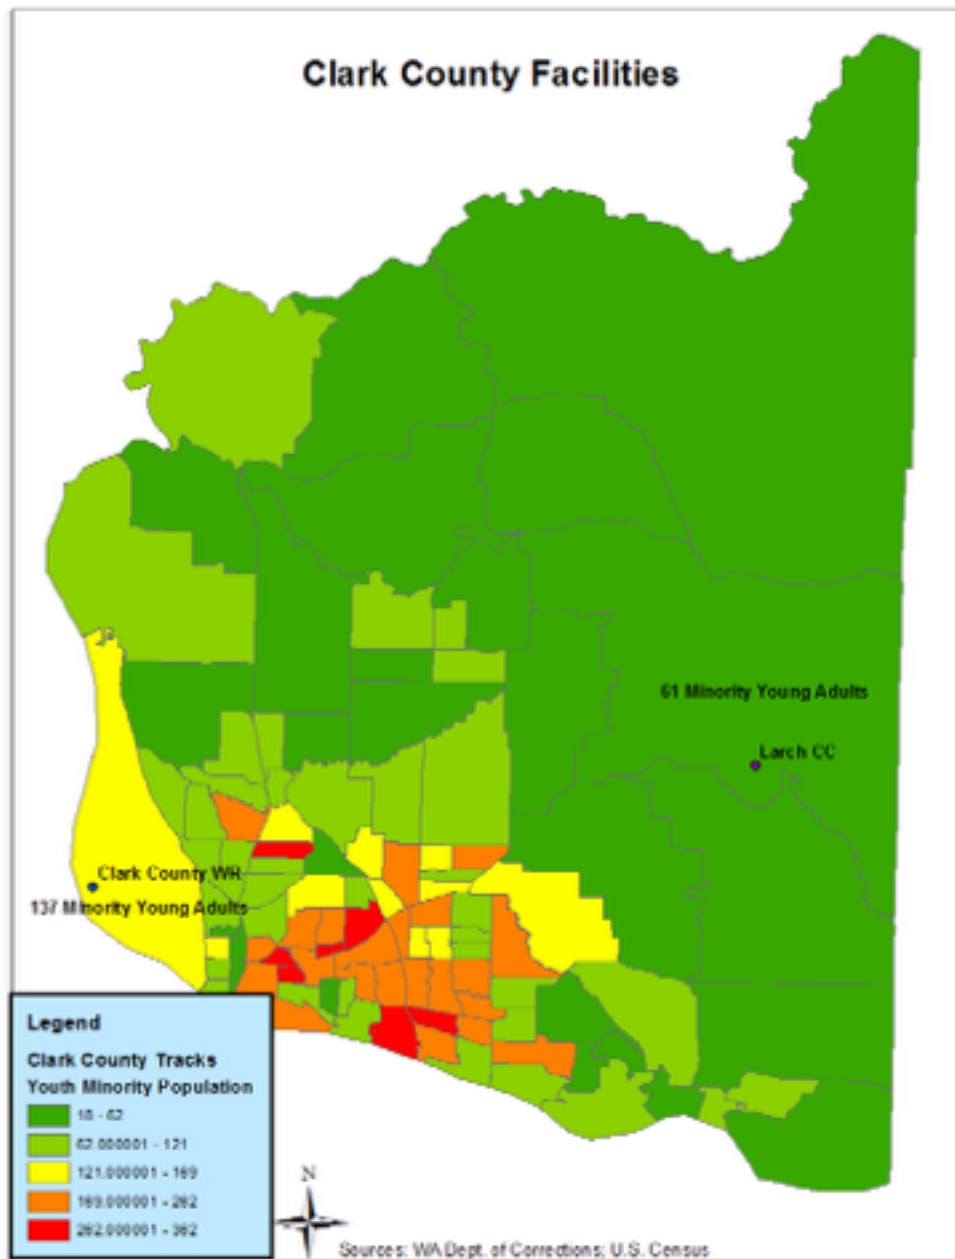 Clark County Facilities
61 Minority Young Adults
Larch CC
Clark County WR
137 Minority Young Adults
Legend
Clark County Tracks
Youth Minority Population
18 - 62
62.000001 - 121
121.000001 - 169
169.000001 - 262
262.000001 - 362
N
Sources: WA Dept. of Corrections; U.S. Census